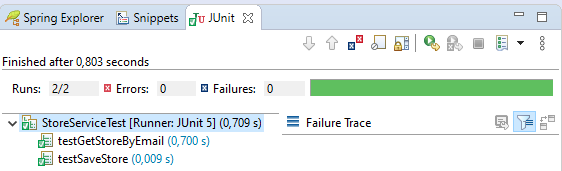 Spring Explorer Snippets JUnit
Finished after 0,803 seconds
Runs: 2/2 Errors: 0 Failures: 0
StoreServiceTest [Runner: JUnit 5] (0,709 s) Failure Trace
testGetStoreByEmail (0,700 s)
testSaveStore (0,009 s)